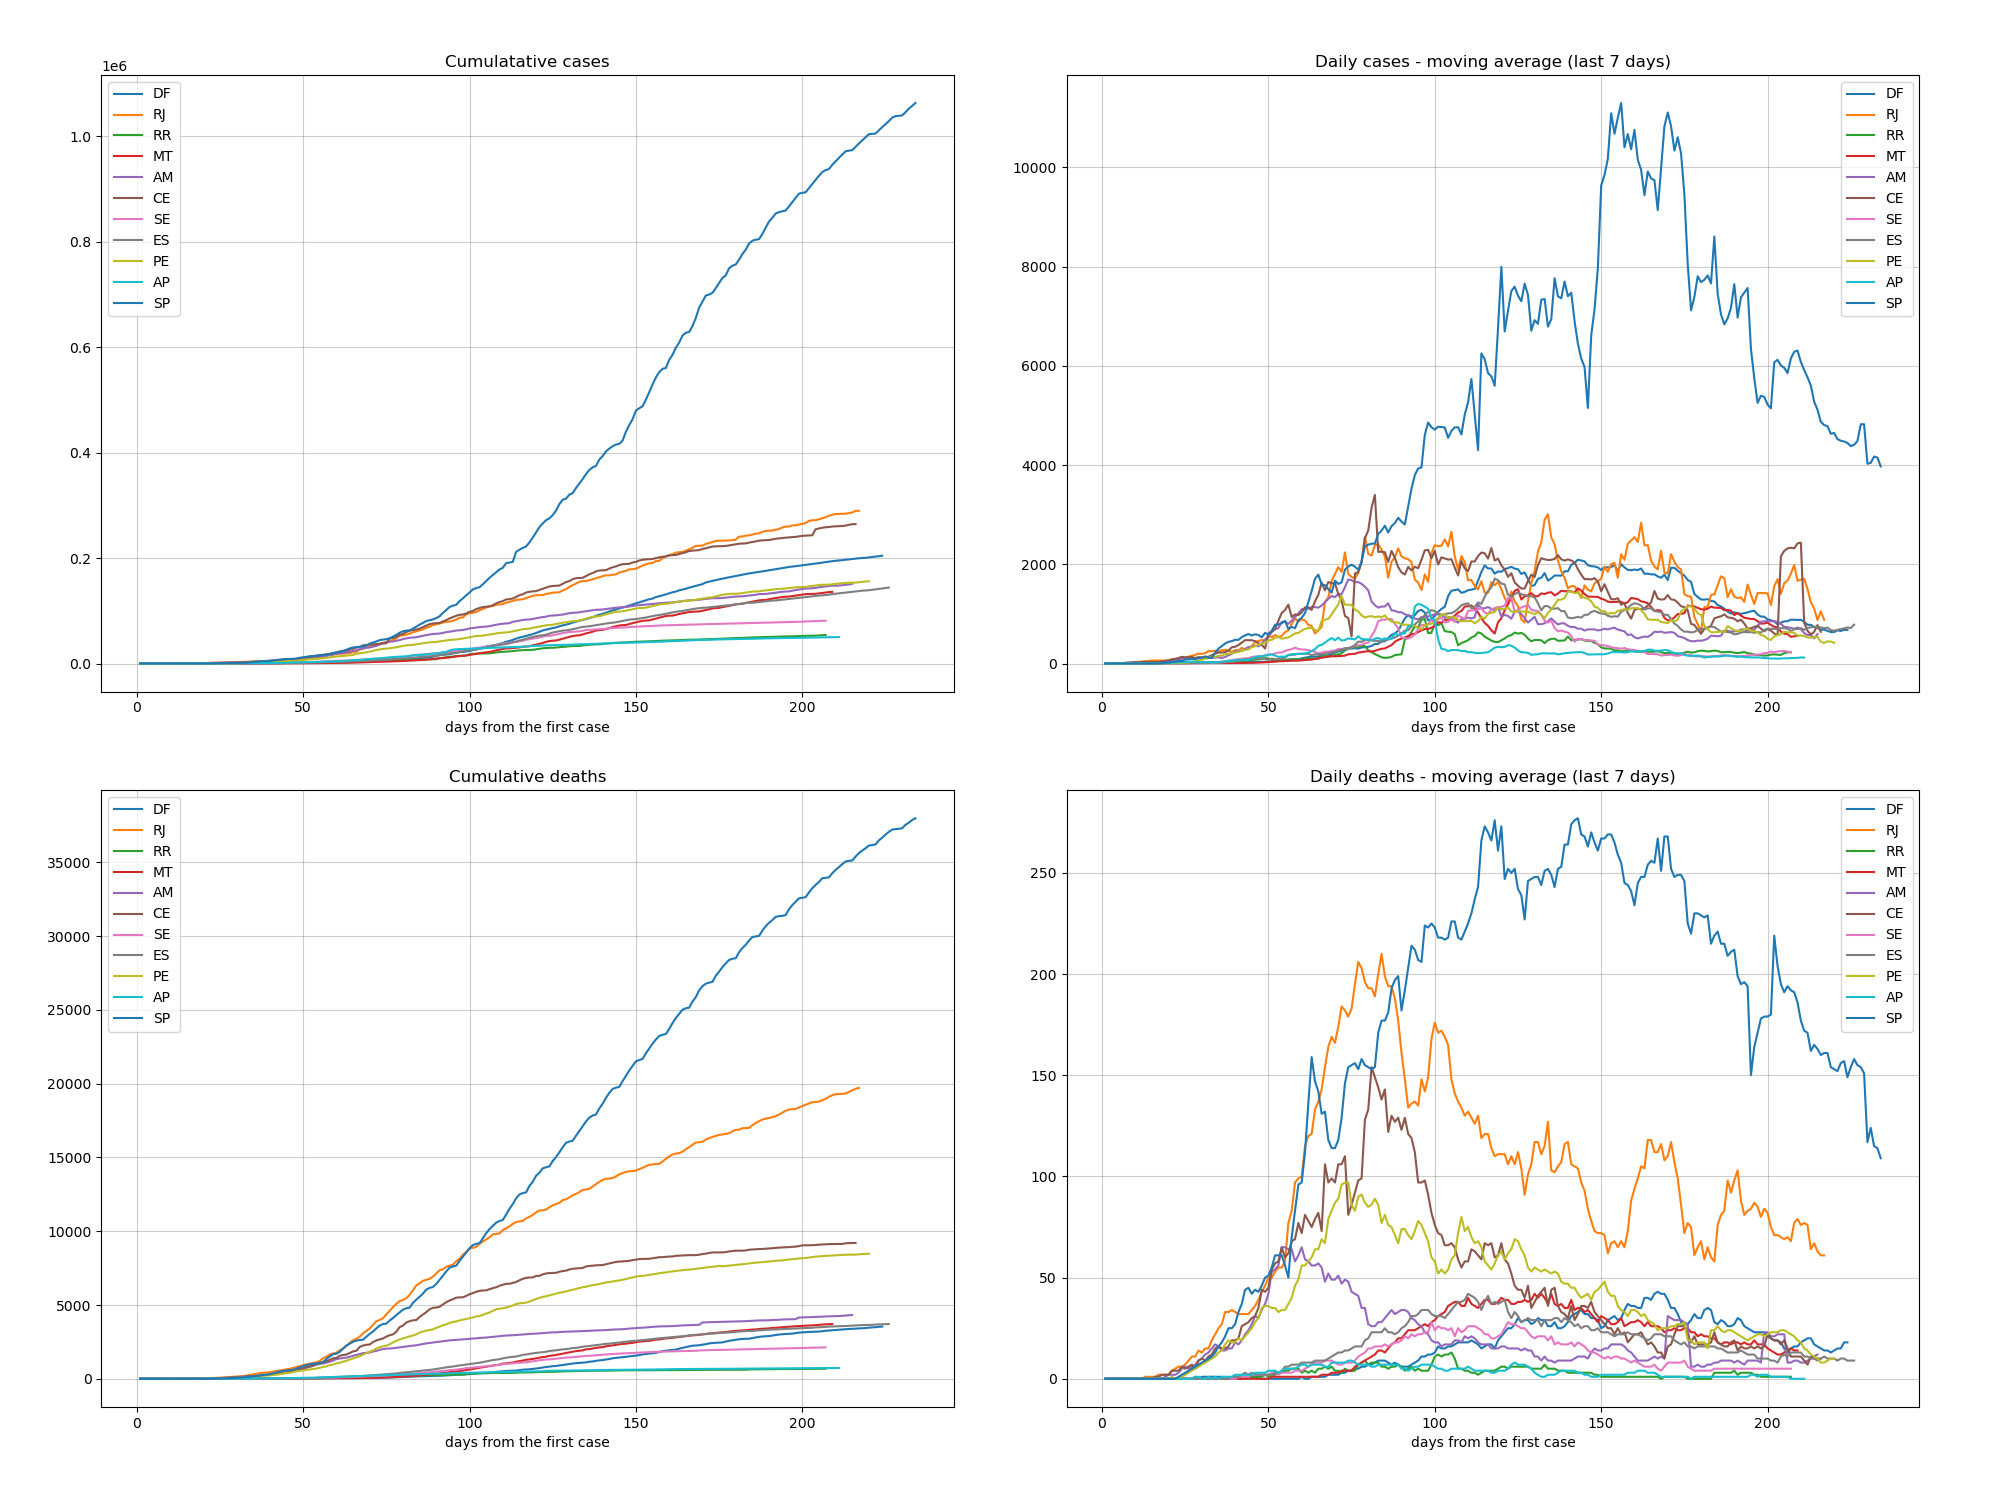 Cumulatative cases
1e6
DF
RJ
RR
MT
AM
CE
SE
ES
PE
AP
SP
1.0
0.8
0.6
0.4
0.2
0.0
0 50 100 150 200
days from the first case
Daily cases - moving average (last 7 days)
DF
RJ
RR
MT
AM
CE
SE
ES
PE
AP
SP
10000
8000
6000
4000
2000
0
0 50 100 150 200
days from the first case
Cumulative deaths
DF
RJ
RR
MT
AM
CE
SE
ES
PE
AP
SP
35000
30000
25000
20000
15000
10000
5000
0
0 50 100 150 200
days from the first case
Daily deaths - moving average (last 7 days)
DF
RJ
RR
MT
AM
CE
SE
ES
PE
AP
SP
250
200
150
100
50
0
0 50 100 150 200
days from the first case